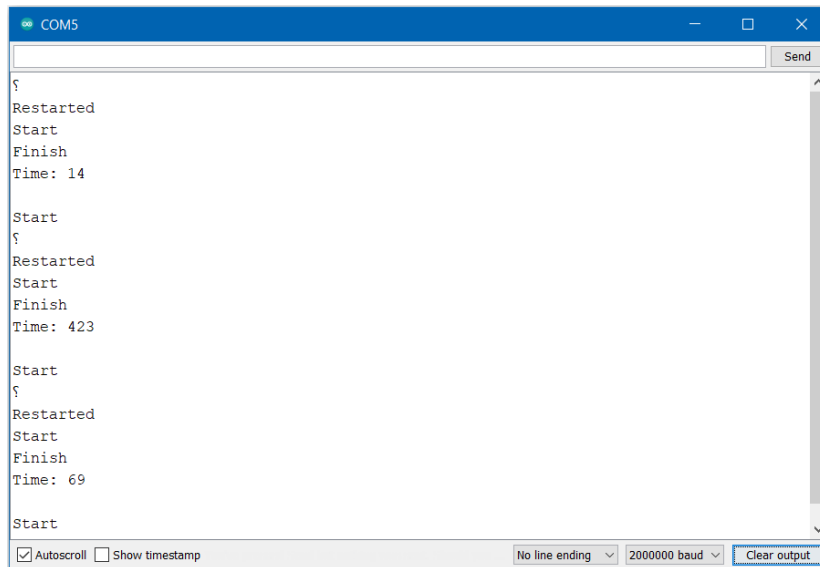 COM5
Send
⸮
Restarted
Start
Finish
Time: 14
Start
⸮
Restarted
Start
Finish
Time: 423
Start
⸮
Restarted
Start
Finish
Time: 69
Start
Autoscroll Show timestamp No line ending 2000000 baud Clear output